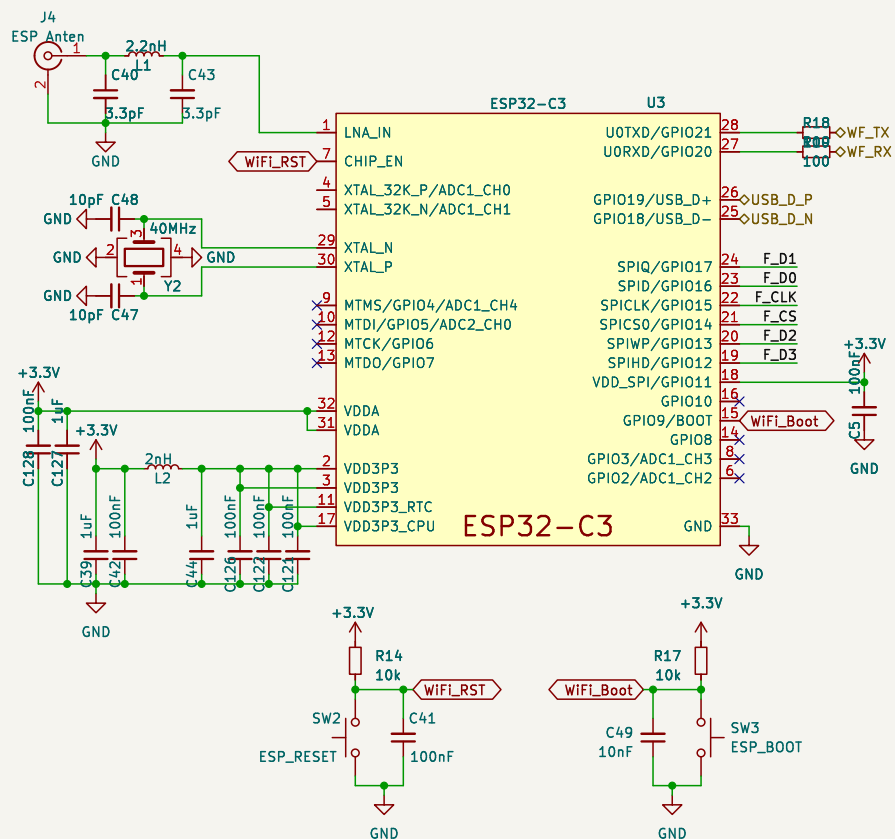 J4
ESP Anten
1
2
2.2nH
L1
C40
3.3pF
C43
3.3pF
GND
ESP32-C3
U3
1 LNA_IN
WiFi_RST
7 CHIP_EN
4 XTAL_32K_P/ADC1_CH0
5 XTAL_32K_N/ADC1_CH1
29 XTAL_N
30 XTAL_P
9 MTMS/GPIO4/ADC1_CH4
10 MTDI/GPIO5/ADC2_CH0
12 MTCK/GPIO6
13 MTDO/GPIO7
32 VDDA
31 VDDA
2 VDD3P3
3 VDD3P3
11 VDD3P3_RTC
17 VDD3P3_CPU
ESP32-C3
U0TXD/GPIO21 28
U0RXD/GPIO20 27
GPIO19/USB_D+ 26
GPIO18/USB_D- 25
SPIQ/GPIO17 24
SPID/GPIO16 23
SPICLK/GPIO15 22
SPICS0/GPIO14 21
SPIWP/GPIO13 20
SPIHD/GPIO12 19
VDD_SPI/GPIO11 18
GPIO10 16
GPIO9/BOOT 15
GPIO8 14
GPIO3/ADC1_CH3 8
GPIO2/ADC1_CH2 6
GND 33
R18
WF_TX
100
WF_RX
USB_D_P
USB_D_N
F_D1
F_D0
F_CLK
F_CS
F_D2
F_D3
+3.3V
100nF
C5
GND
WiFi_Boot
GND
10pF C48
GND
40MHz
3
GND 2
4 GND
1
Y2
GND
10pF C47
+3.3V
100nF
C128
1uF
C127
+3.3V
2nH
L2
1uF
C39
100nF
C42
1uF
C44
100nF
C126
100nF
C122
100nF
C121
GND
+3.3V
R14
10k
WiFi_RST
SW2
ESP_RESET
C41
100nF
GND
+3.3V
R17
10k
WiFi_Boot
C49
10nF
SW3
ESP_BOOT
GND